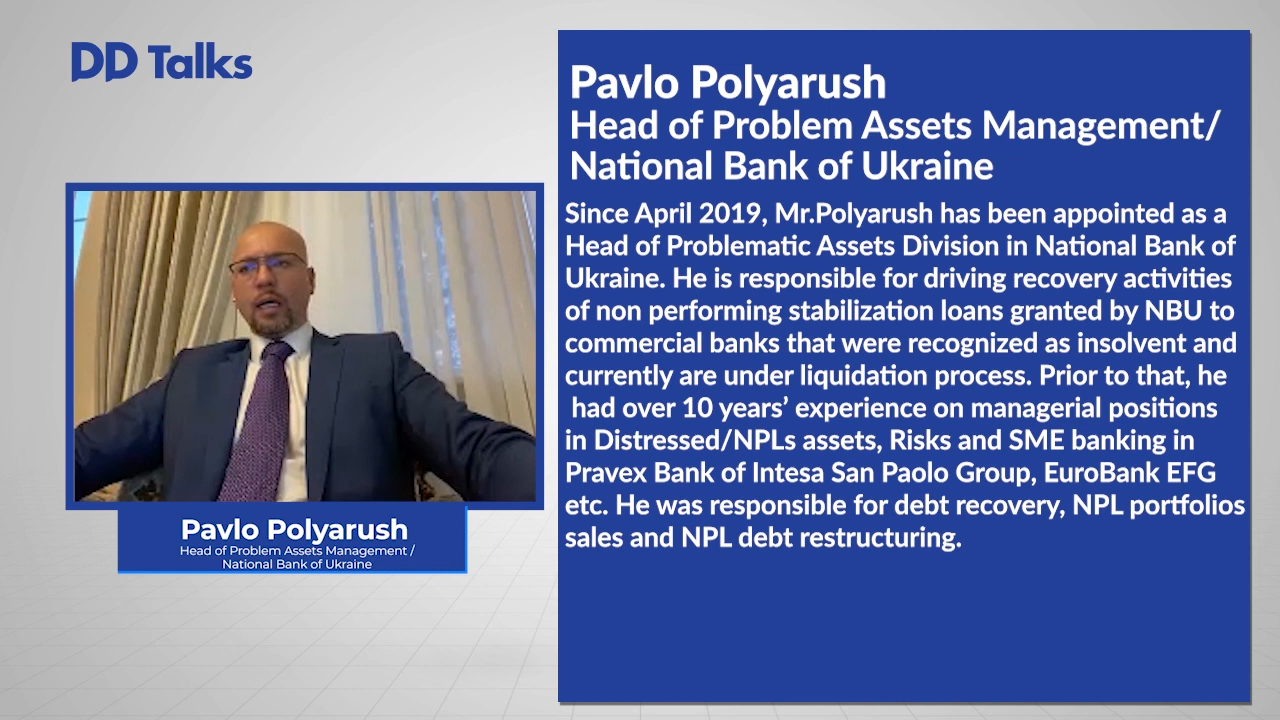 DD Talks
Pavlo Polyarush
Head of Problem Assets Management/
National Bank of Ukraine
Since April 2019, Mr.Polyarush has been appointed as a
Head of Problematic Assets Division in National Bank of
Ukraine. He is responsible for driving recovery activities
of non performing stabilization loans granted by NBU to
commercial banks that were recognized as insolvent and
currently are under liquidation process. Prior to that, he
had over 10 years’ experience on managerial positions
in Distressed/NPLs assets, Risks and SME banking in
Pravex Bank of Intesa San Paolo Group, EuroBank EFG
etc. He was responsible for debt recovery, NPL portfolios
sales and NPL debt restructuring.
Pavlo Polyarush
Head of Problem Assets Management /
National Bank of Ukraine